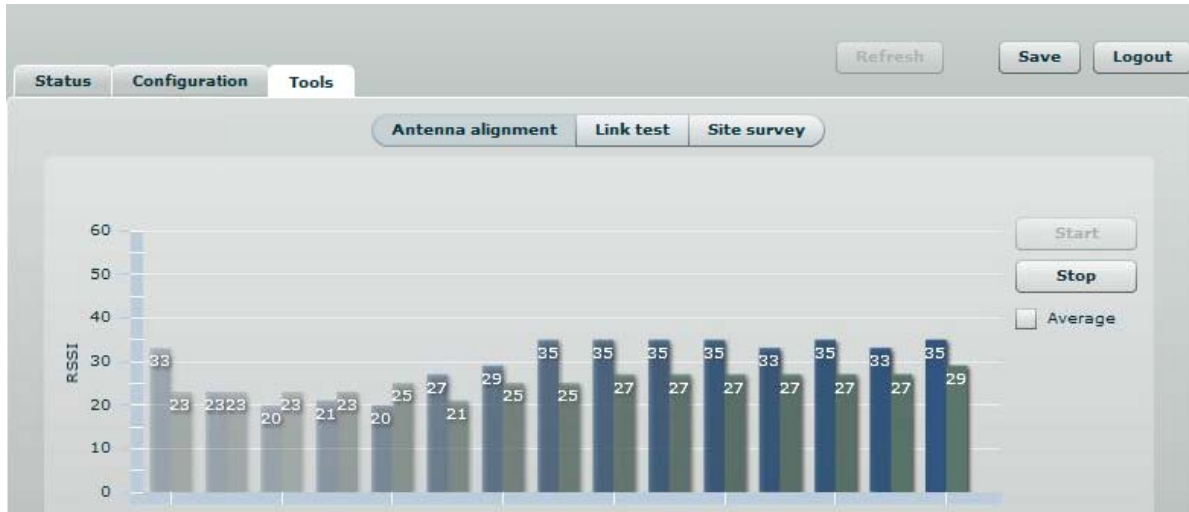 Refresh Save Logout
Status Configuration Tools
Antenna alignment Link test Site survey
60
Start
50
Stop
40
Average
RSSI
30
20
10
0
33 23 23 23 20 23 21 23 20 25 27 21 29 25 35 25 35 27 35 27 35 27 33 27 35 27 33 27 35 29